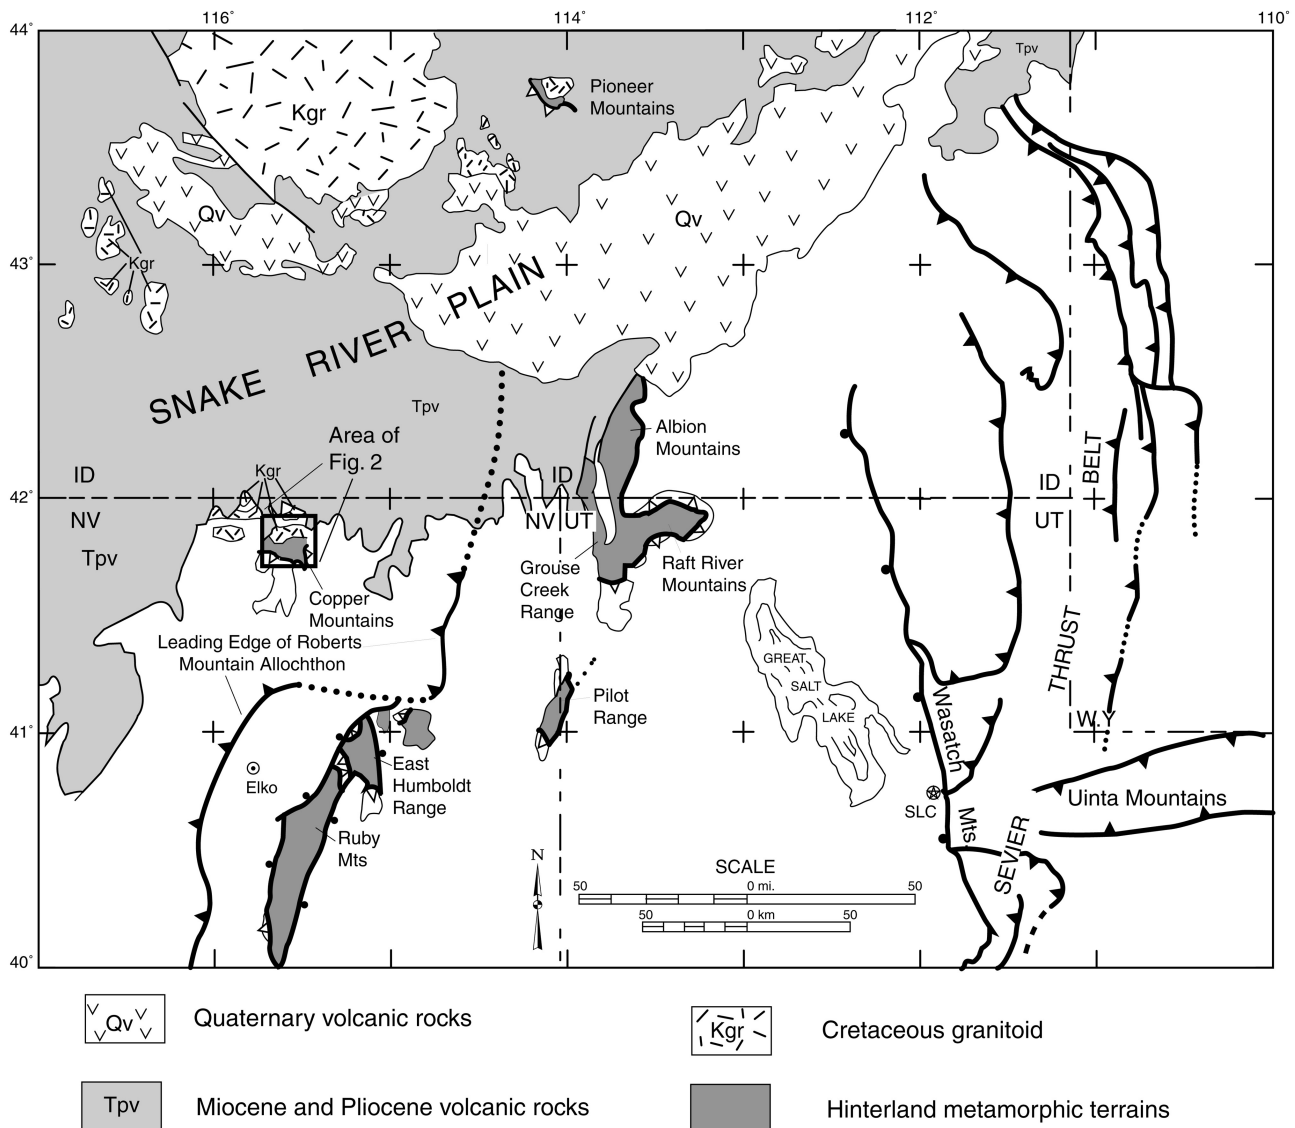 116° 114° 112° 110°
44°
Tpv
Pioneer
Mountains
Kgr
Qv
Qv
Kgr
43°
SNAKE RIVER PLAIN
Tpv
Albion
Mountains
Area of
Fig. 2
Kgr
ID
ID
ID
42°
NV
NV
UT
UT
BELT
Tpv
Grouse
Creek
Range
Raft River
Mountains
Copper
Mountains
Leading Edge of Roberts
Mountain Allochthon
THRUST
GREAT
SALT
LAKE
Pilot
Range
Wasatch
W.Y
41°
East
Humboldt
Range
Elko
Uinta Mountains
SLC
Mts
Ruby
Mts
SEVIER
N
SCALE
50 0 mi. 50
50 0 km 50
40°
Qv
Quaternary volcanic rocks
Kgr
Cretaceous granitoid
Tpv
Miocene and Pliocene volcanic rocks
Hinterland metamorphic terrains